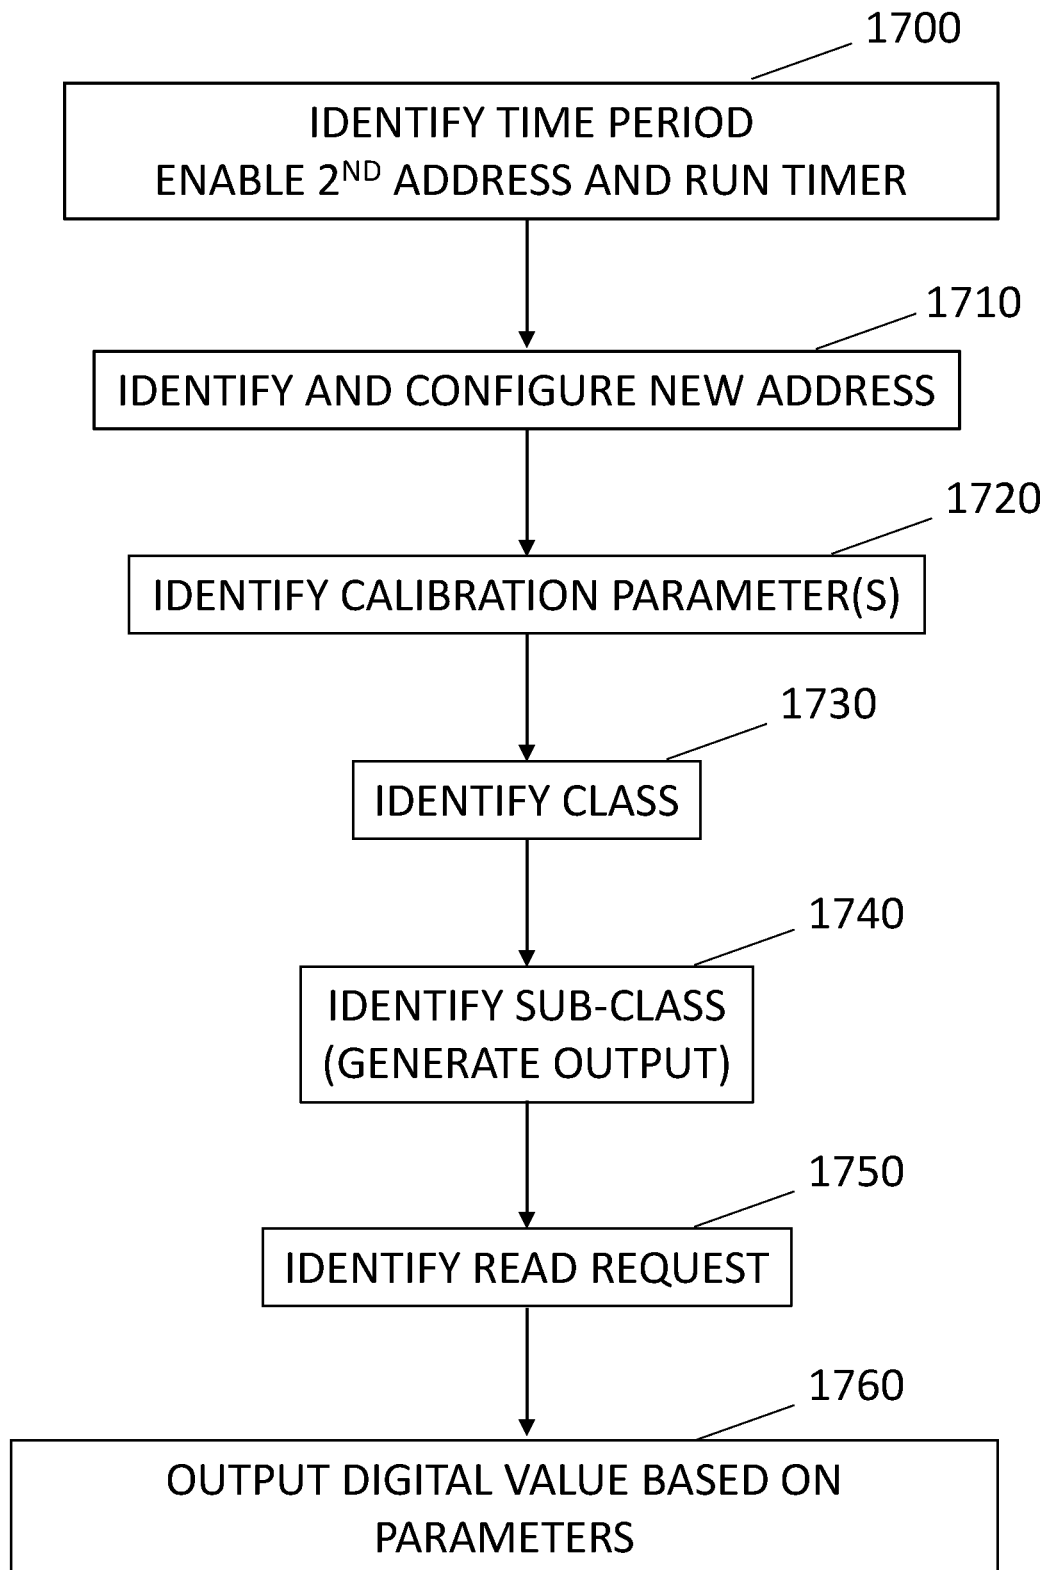 1700
IDENTIFY TIME PERIOD
ENABLE 2ND ADDRESS AND RUN TIMER
1710
IDENTIFY AND CONFIGURE NEW ADDRESS
1720
IDENTIFY CALIBRATION PARAMETER(S)
1730
IDENTIFY CLASS
1740
IDENTIFY SUB-CLASS
(GENERATE OUTPUT)
1750
IDENTIFY READ REQUEST
1760
OUTPUT DIGITAL VALUE BASED ON
PARAMETERS